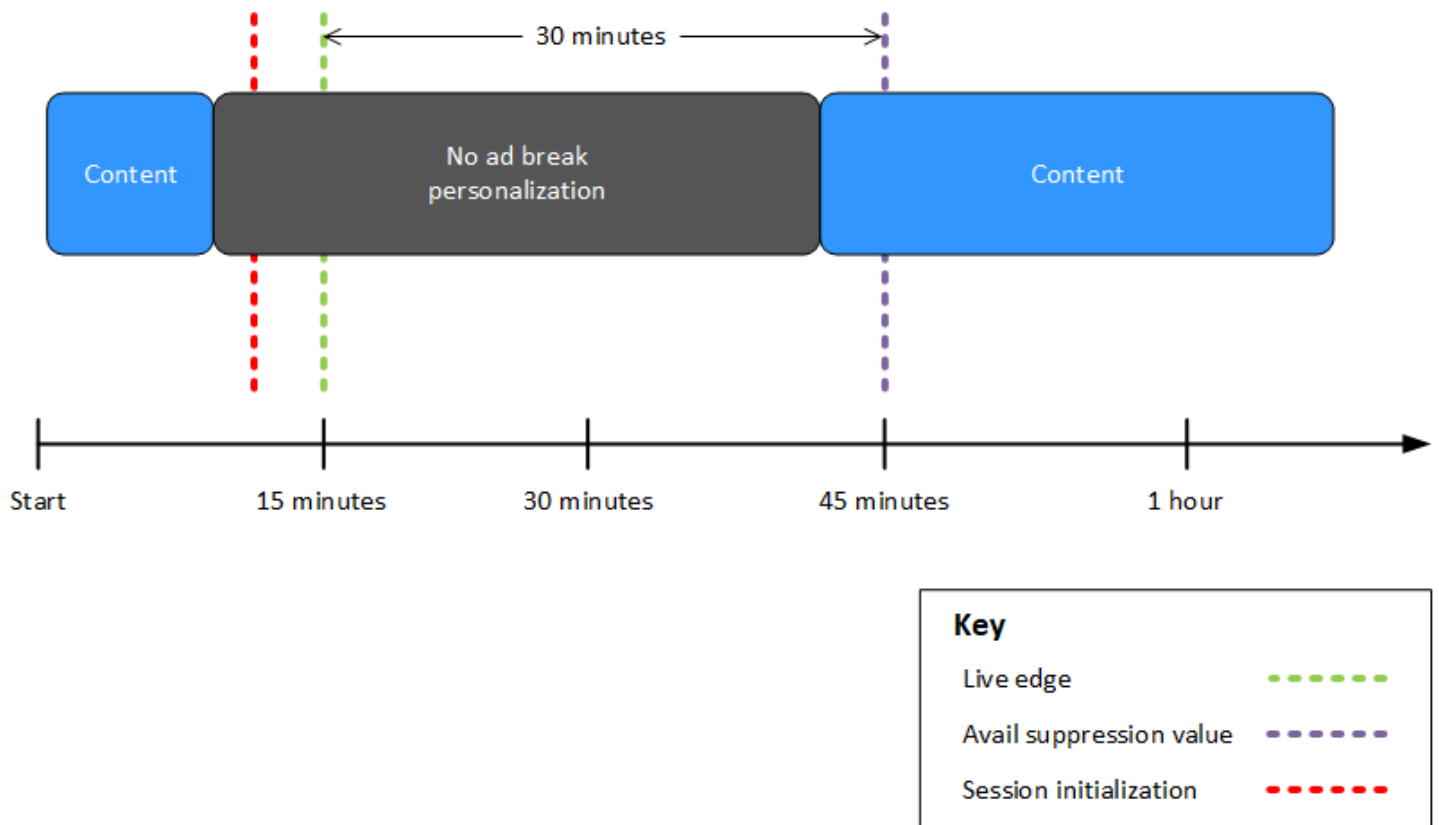 30 minutes
Content
No ad break
personalization
Content
Start
15 minutes
30 minutes
45 minutes
1 hour
Key
Live edge
Avail suppression value
Session initialization